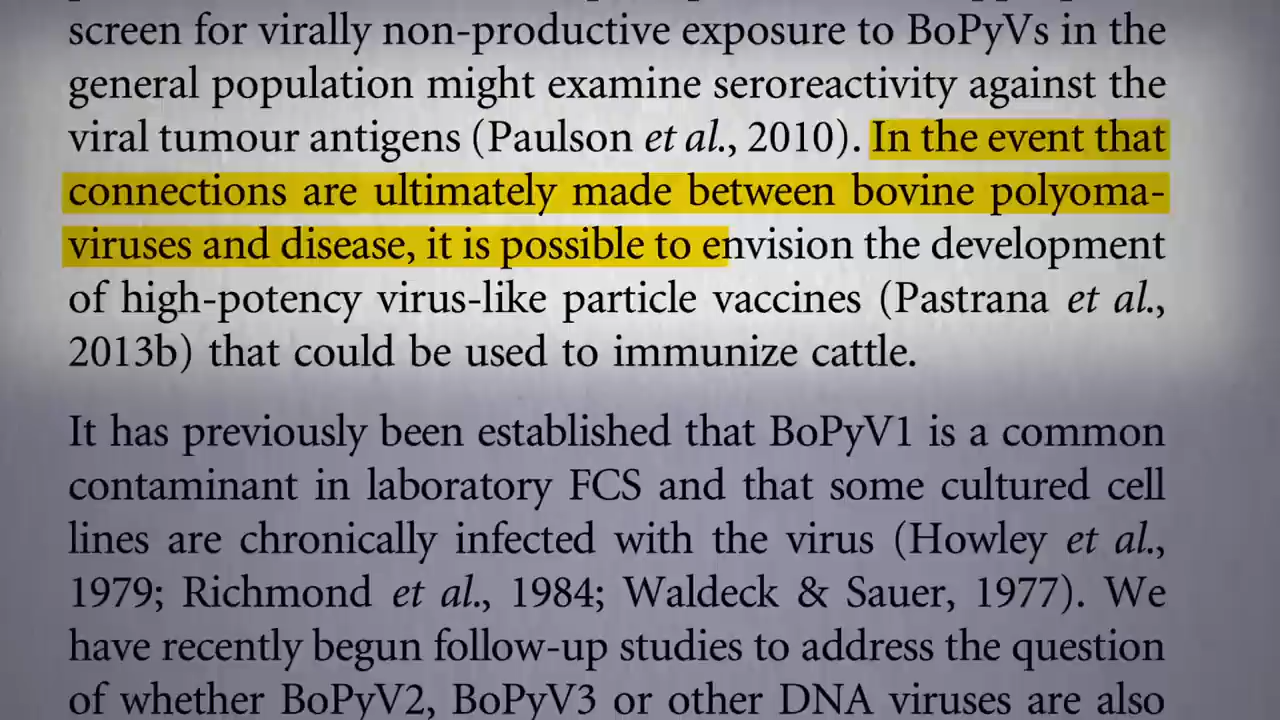 screen for virally non-productive exposure to BoPyVs in the
general population might examine seroreactivity against the
viral tumour antigens (Paulson et al., 2010). In the event that
connections are ultimately made between bovine polyoma-
viruses and disease, it is possible to envision the development
of high-potency virus-like particle vaccines (Pastrana et al.,
2013b) that could be used to immunize cattle.
It has previously been established that BoPyV1 is a common
contaminant in laboratory FCS and that some cultured cell
lines are chronically infected with the virus (Howley et al.,
1979; Richmond et al., 1984; Waldeck & Sauer, 1977). We
have recently begun follow-up studies to address the question
of whether BoPyV2, BoPyV3 or other DNA viruses are also